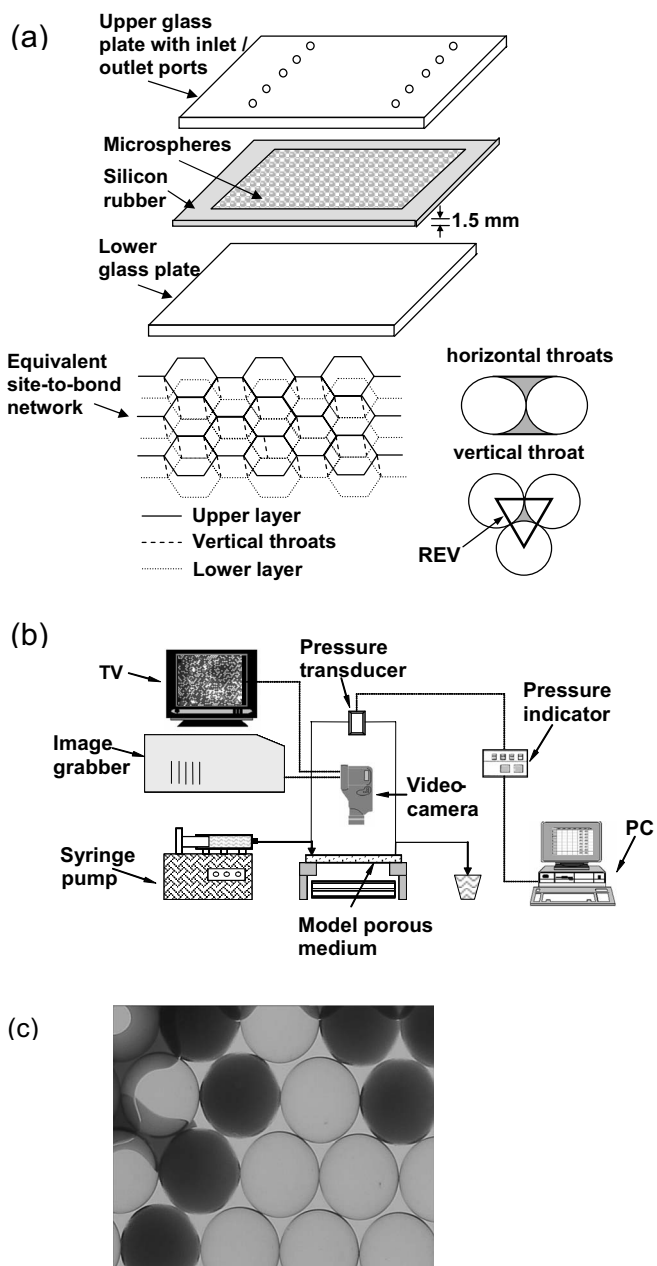 (a)
Upper glass
plate with inlet /
outlet ports
Microspheres
Silicon
rubber
1.5 mm
Lower
glass plate
Equivalent
site-to-bond
network
horizontal throats
vertical throat
REV
Upper layer
Vertical throats
Lower layer
(b)
TV
Pressure
transducer
Pressure
indicator
Image
grabber
Video-
camera
PC
Syringe
pump
Model porous
medium
(c)